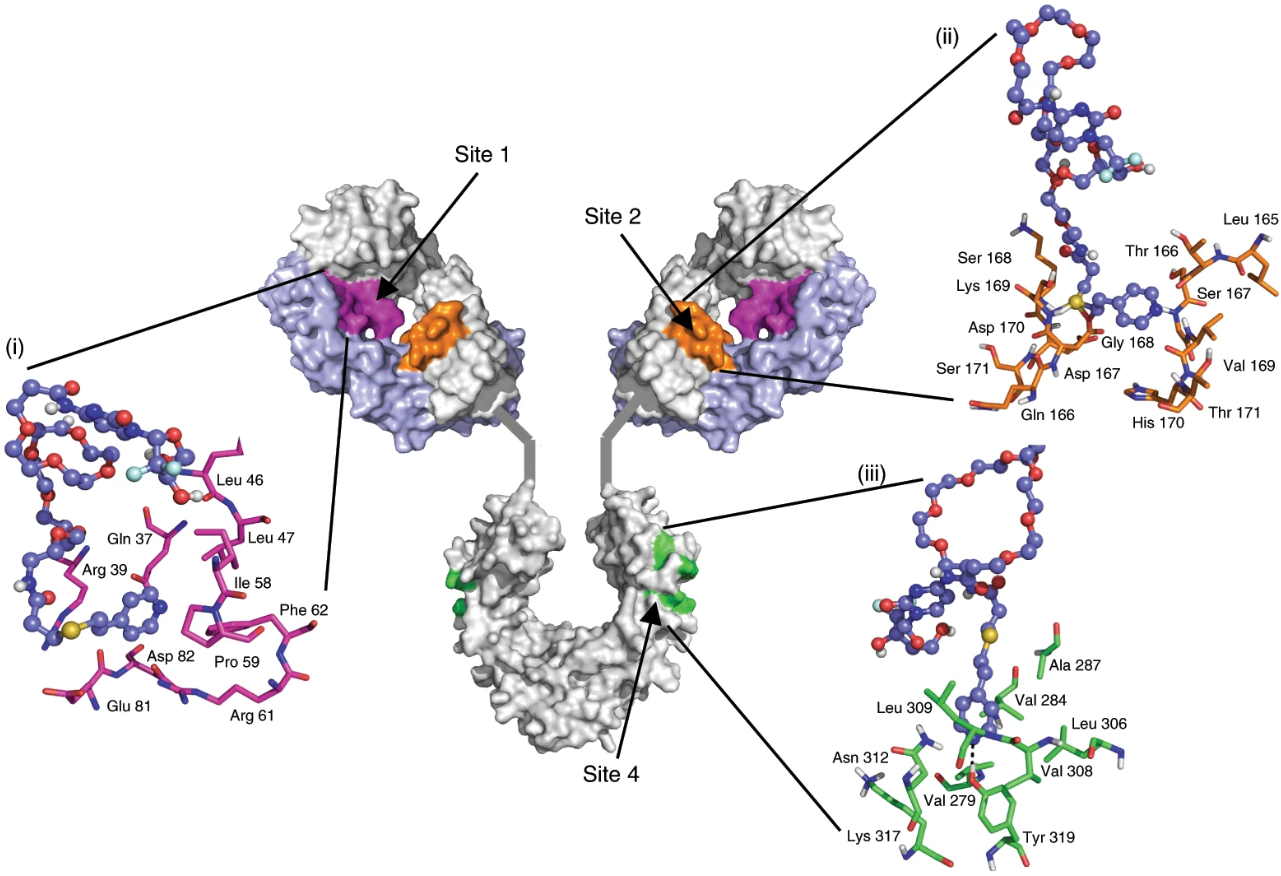 (ii)
Site 1
Site 2
Leu 165
Thr 166
Ser 168
Ser 167
Lys 169
Asp 170
Gly 168
Ser 171
Asp 167
Val 169
Gln 166
His 170
Thr 171
(i)
Leu 46
Gln 37
Leu 47
Arg 39
Ile 58
Phe 62
Asp 82
Pro 59
Glu 81
Arg 61
(iii)
Site 4
Ala 287
Val 284
Leu 309
Leu 306
Asn 312
Val 308
Val 279
Lys 317
Tyr 319